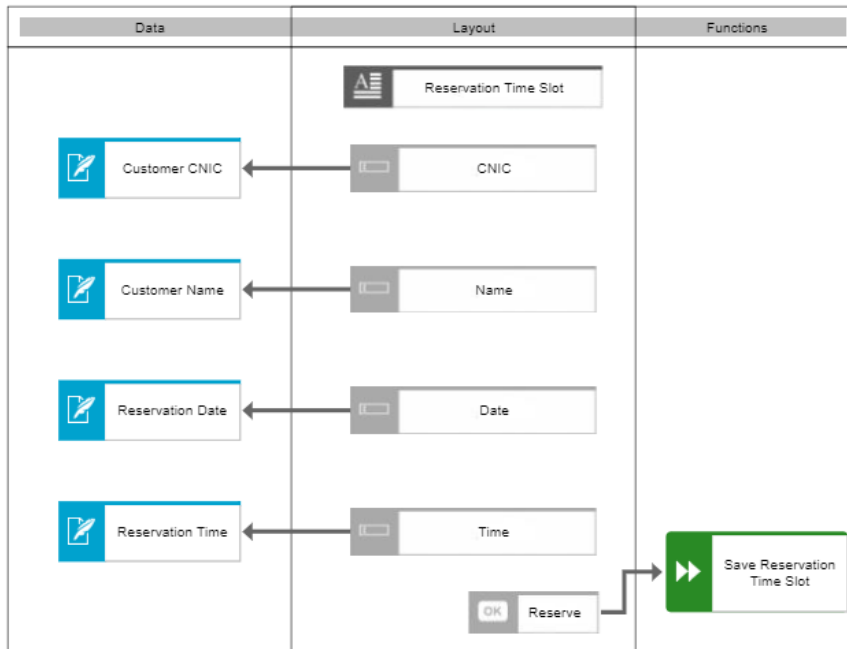 Data
Layout
Functions
A
Reservation Time Slot
Customer CNIC
CNIC
Customer Name
Name
Reservation Date
Date
Reservation Time
Time
Save Reservation
Time Slot
OK
Reserve